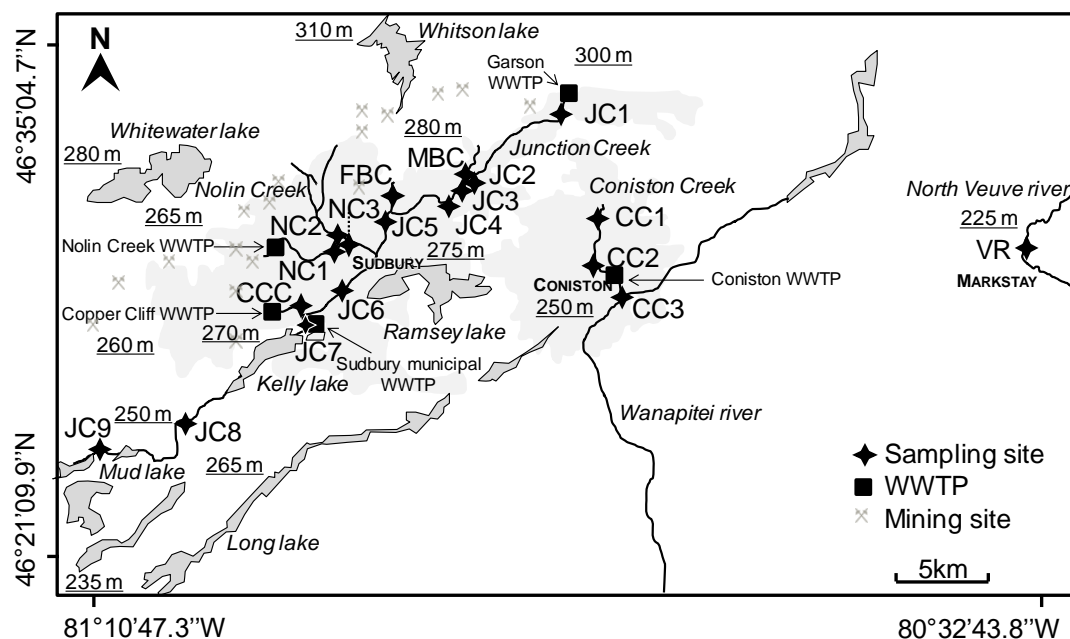 310 m
Whitson lake
N
Garson
WWTP
300 m
46°35'04.7’’N
JC1
Whitewater lake
280 m
280 m
MBC
Junction Creek
Nolin Creek
FBC
JC2
JC3
Coniston Creek
265 m
NC3
JC4
CC1
North Veuve river
NC2
JC5
225 m
Nolin Creek WWTP
NC1
SUDBURY
275 m
VR
CC2
CONISTON
Coniston WWTP
MARKSTAY
CCC
JC6
250 m
CC3
Copper Cliff WWTP
270 m
Ramsey lake
260 m
JC7
Sudbury municipal
WWTP
Kelly lake
250 m
Wanapitei river
JC9
JC8
Mud lake
265 m
Sampling site
WWTP
Mining site
46°21'09.9’’N
Long lake
235 m
5km
81°10'47.3’’W
80°32'43.8’’W